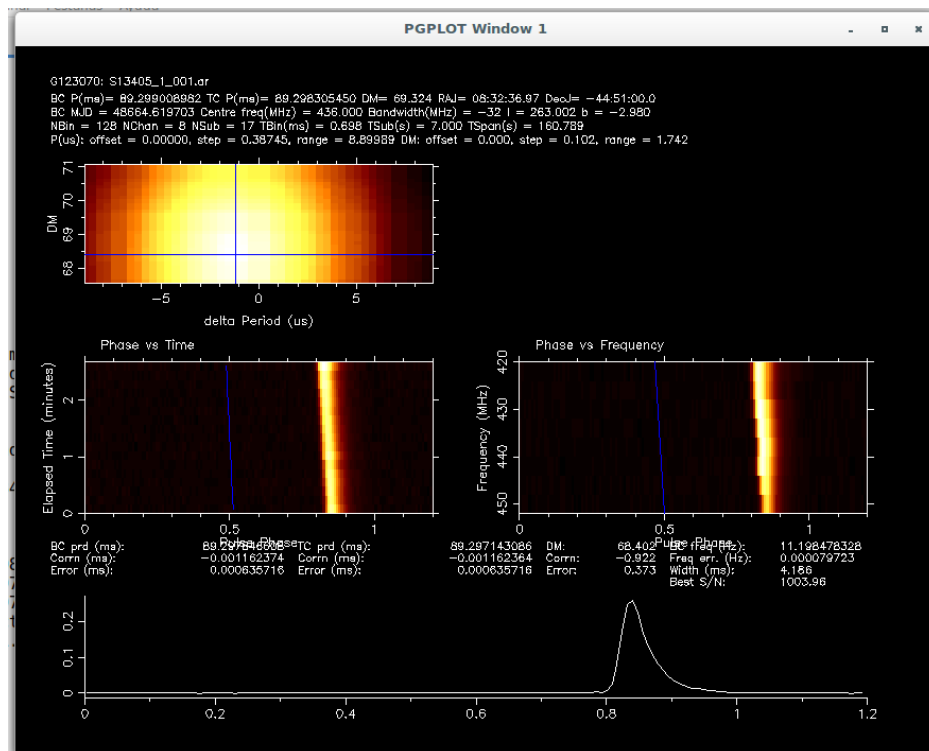 PGPLOT Window 1
G123070: S13405_1_001.ar
BC P(ms)= 89.299008982 TC P(ms)= 89.298305450 DM= 69.324 RAJ= 08:32:36.97 DecJ= -44:51:00.0
BC MJD = 48664.619703 Centre freq(MHz) = 436.000 Bandwidth(MHz) = -32 l = 263.002 b = -2.980
NBin = 128 NChan = 8 NSub = 17 TBin(ms) = 0.698 TSub(s) = 7.000 TSpan(s) = 160.789
P(us): offset = 0.00000, step = 0.38745, range = 8.89989 DM: offset = 0.000, step = 0.102, range = 1.742
71
70
69
68
DM
-5 0 5
delta Period (us)
Phase vs Time
2
1
0
Elapsed Time (minutes)
0 0.5 1
Pulse Phase
Phase vs Frequency
420
430
440
450
Frequency (MHz)
0 0.5 1
Pulse Phase
BC prd (ms): TC prd (ms): 89.297143086 DM: 68.402 BC freq (Hz): 11.198478328
Corrn (ms): -0.001162374 Corrn (ms): -0.001162364 Corrn: -0.922 Freq err. (Hz): 0.000079723
Error (ms): 0.000635716 Error (ms): 0.000635716 Error: 0.373 Width (ms): 4.186
Best S/N: 1003.96
0.2
0.1
0
0 0.2 0.4 0.6 0.8 1 1.2